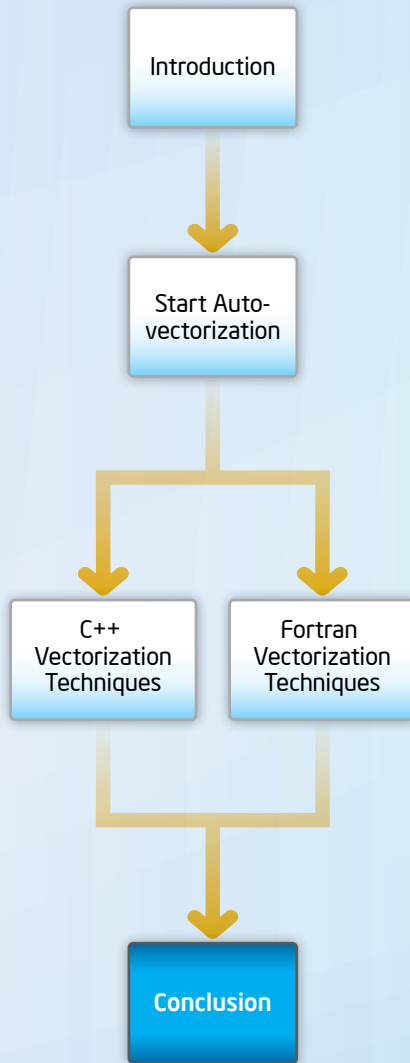 Introduction
Start Auto-
vectorization
C++
Vectorization
Techniques
Fortran
Vectorization
Techniques
Conclusion